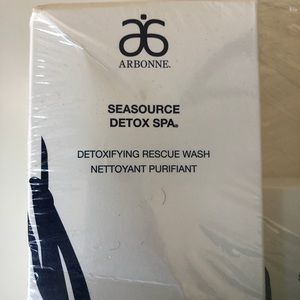 ARBONNE.
SEASOURCE
DETOX SPA®
DETOXIFYING RESCUE WASH
NETTOYANT PURIFIANT